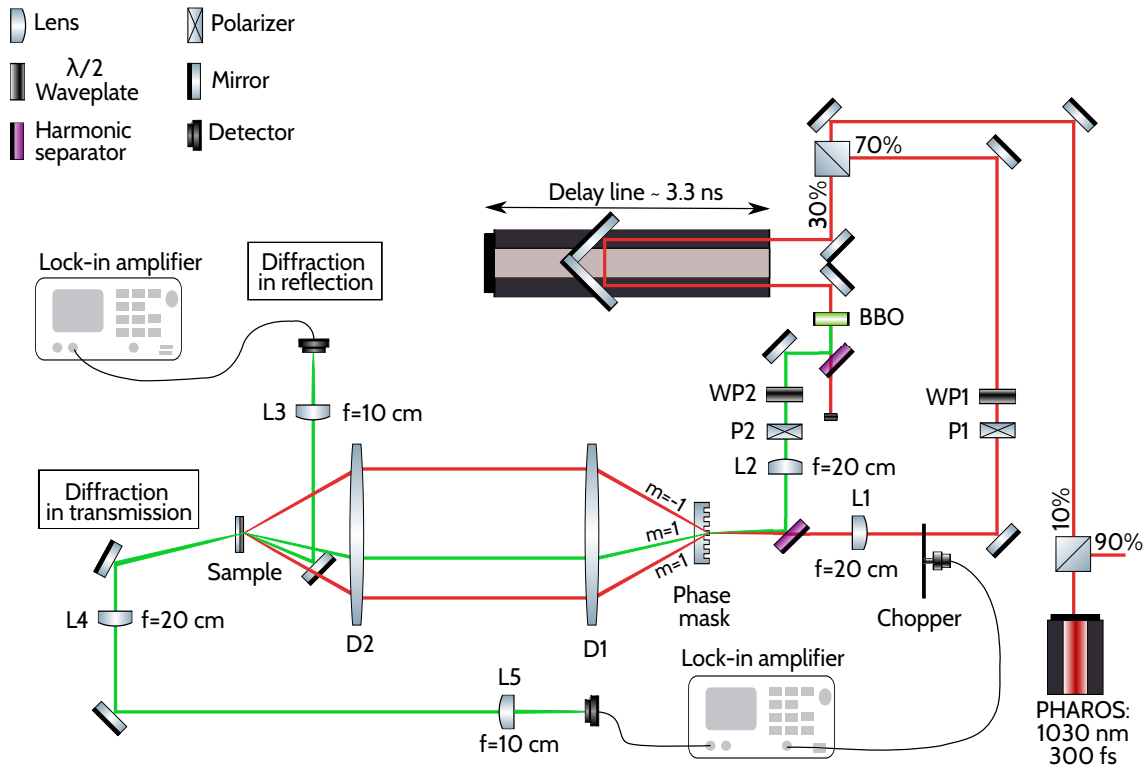 Lens
Polarizer
λ/2
Waveplate
Mirror
Harmonic
separator
Detector
70%
30%
Delay line ~ 3.3 ns
Lock-in amplifier
Diffraction
in reflection
BBO
WP2
WP1
L3
f=10 cm
P2
P1
L2
f=20 cm
Diffraction
in transmission
m=-1
m=1
m=1
L1
10%
90%
Sample
f=20 cm
Phase
mask
Chopper
L4
f=20 cm
D2
D1
Lock-in amplifier
L5
f=10 cm
PHAROS:
1030 nm
300 fs